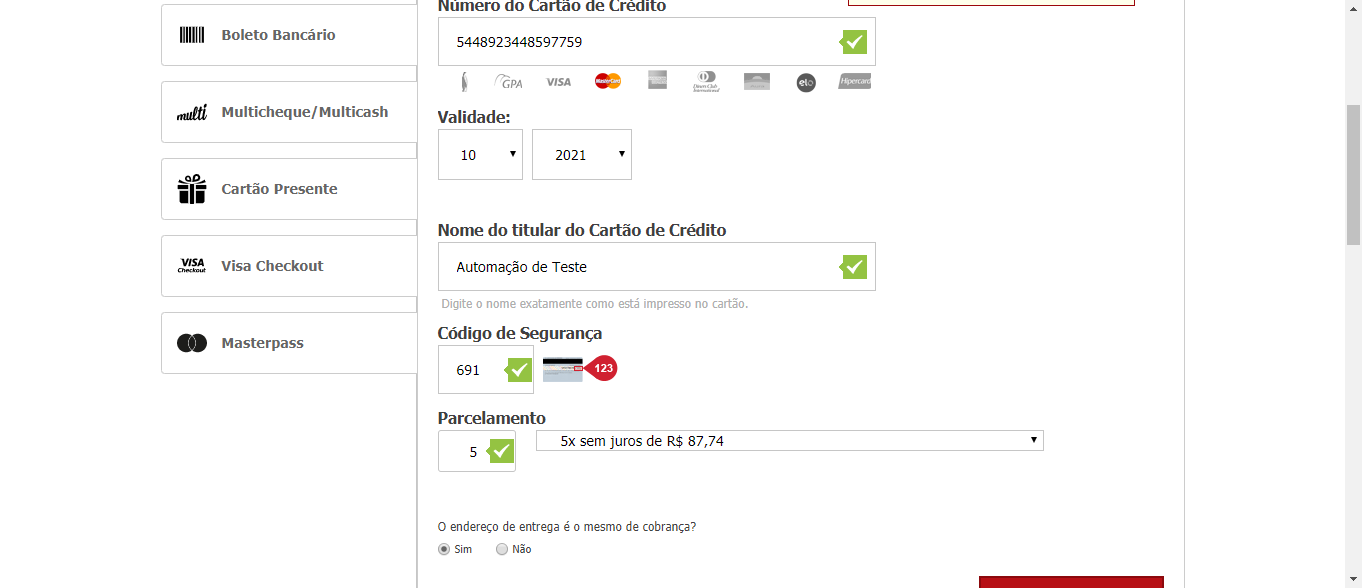 Boleto Bancário
multi Multicheque/Multicash
Cartão Presente
VISA
Checkout
Visa Checkout
Masterpass
Número do Cartão de Crédito
5448923448597759
GPA VISA MasterCard Diners Club International elo Hipercard
Validade:
10 2021
Nome do titular do Cartão de Crédito
Automação de Teste
Digite o nome exatamente como está impresso no cartão.
Código de Segurança
691 123
Parcelamento
5 5x sem juros de R$ 87,74
O endereço de entrega é o mesmo de cobrança?
Sim Não